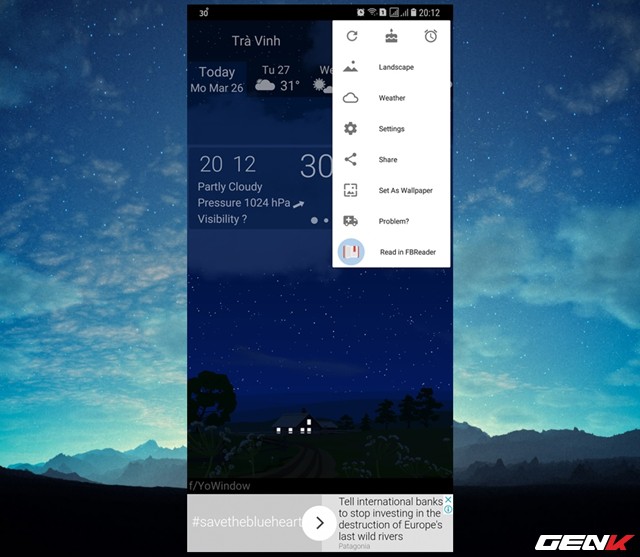 30°
20:12
Trà Vinh
Today
Mo Mar 26
Tu 27
31°
We
20 12
30
Partly Cloudy
Pressure 1024 hPa
Visibility ?
Landscape
Weather
Settings
Share
Set As Wallpaper
Problem?
Read in FBReader
f/YoWindow
#savetheblueheart
Tell international banks
to stop investing in the
destruction of Europe's
last wild rivers
Patagonia
GENK